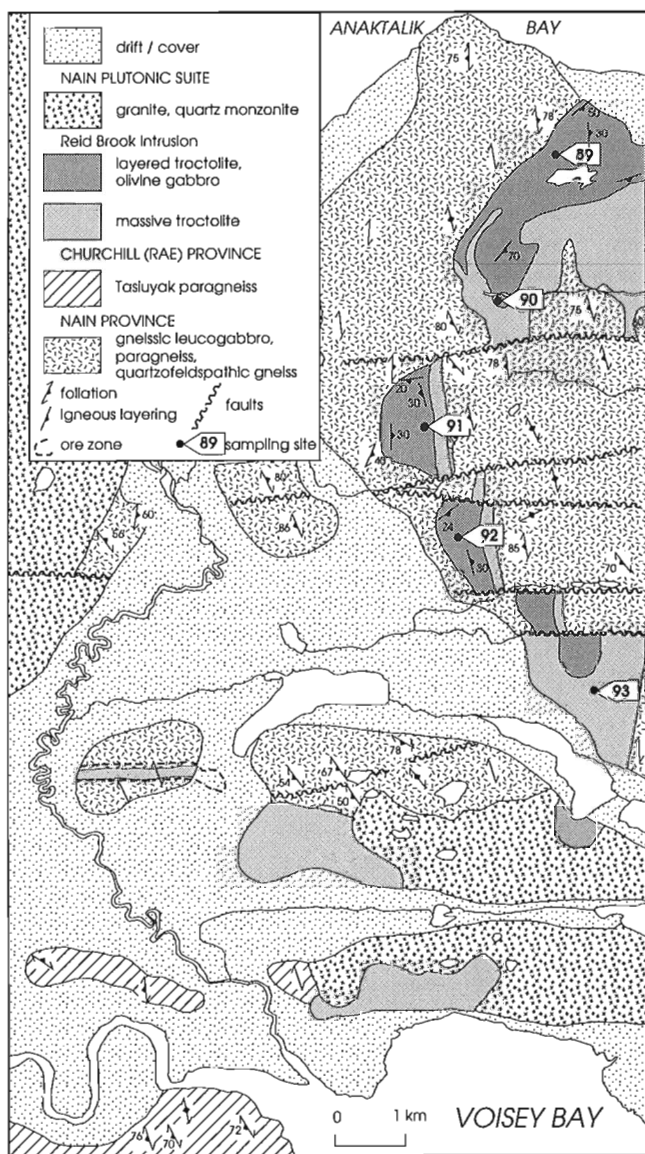 ANAKTALIK BAY
drift / cover
NAIN PLUTONIC SUITE
granite, quartz monzonite
Reid Brook Intrusion
layered troctolite,
olivine gabbro
massive troctolite
CHURCHILL (RAE) PROVINCE
Tasiuyak paragneiss
NAIN PROVINCE
gneissic leucogabbro,
paragneiss,
quartzofeldspathic gneiss
foliation
igneous layering
faults
ore zone
89 sampling site
75
78
50
30
89
70
90
80
75
78
20
30
91
30
40
80
60
66
86
24
92
85
30
70
93
78
67
50
76
70
72
0 1 km
VOISEY BAY